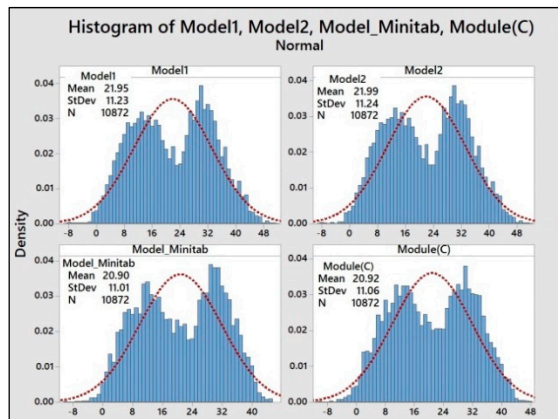 Histogram of Model1, Model2, Model_Minitab, Module(C)
Normal
Model1
Model1
Mean 21.95
StDev 11.23
N 10872
0.04
0.03
0.02
0.01
0.00
-8 0 8 16 24 32 40 48
Model2
Model2
Mean 21.99
StDev 11.24
N 10872
0.04
0.03
0.02
0.01
0.00
-8 0 8 16 24 32 40 48
Density
Model_Minitab
Model_Minitab
Mean 20.90
StDev 11.01
N 10872
0.04
0.03
0.02
0.01
0.00
-8 0 8 16 24 32 40
Module(C)
Module(C)
Mean 20.92
StDev 11.06
N 10872
0.04
0.03
0.02
0.01
0.00
-8 0 8 16 24 32 40 48